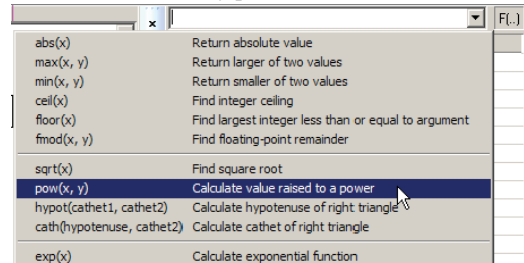 x F(..)
abs(x) Return absolute value
max(x, y) Return larger of two values
min(x, y) Return smaller of two values
ceil(x) Find integer ceiling
floor(x) Find largest integer less than or equal to argument
fmod(x, y) Find floating-point remainder
sqrt(x) Find square root
pow(x, y) Calculate value raised to a power
hypot(cathet1, cathet2) Calculate hypotenuse of right triangle
cath(hypotenuse, cathet2) Calculate cathet of right triangle
exp(x) Calculate exponential function